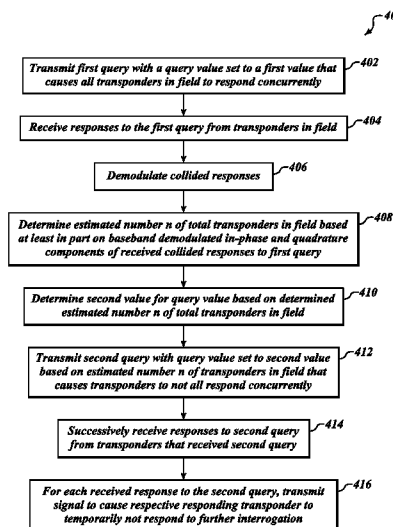 40
Transmit first query with a query value set to a first value that
causes all transponders in field to respond concurrently
402
Receive responses to the first query from transponders in field
404
Demodulate collided responses
406
Determine estimated number n of total transponders in field based
at least in part on baseband demodulated in-phase and quadrature
components of received collided responses to first query
408
Determine second value for query value based on determined
estimated number n of total transponders in field
410
Transmit second query with query value set to second value
based on estimated number n of transponders in field that
causes transponders to not all respond concurrently
412
Successively receive responses to second query
from transponders that received second query
414
For each received response to the second query, transmit
signal to cause respective responding transponder to
temporarily not respond to further interrogation
416